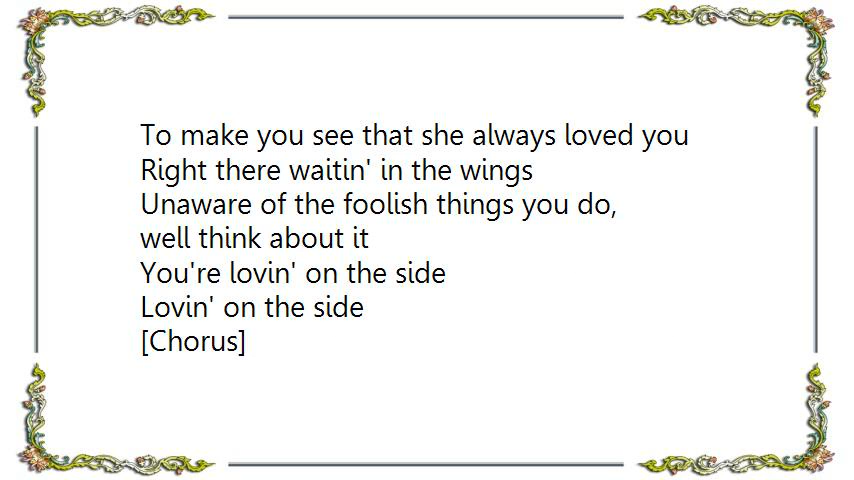 To make you see that she always loved you
Right there waitin' in the wings
Unaware of the foolish things you do,
well think about it
You're lovin' on the side
Lovin' on the side
[Chorus]